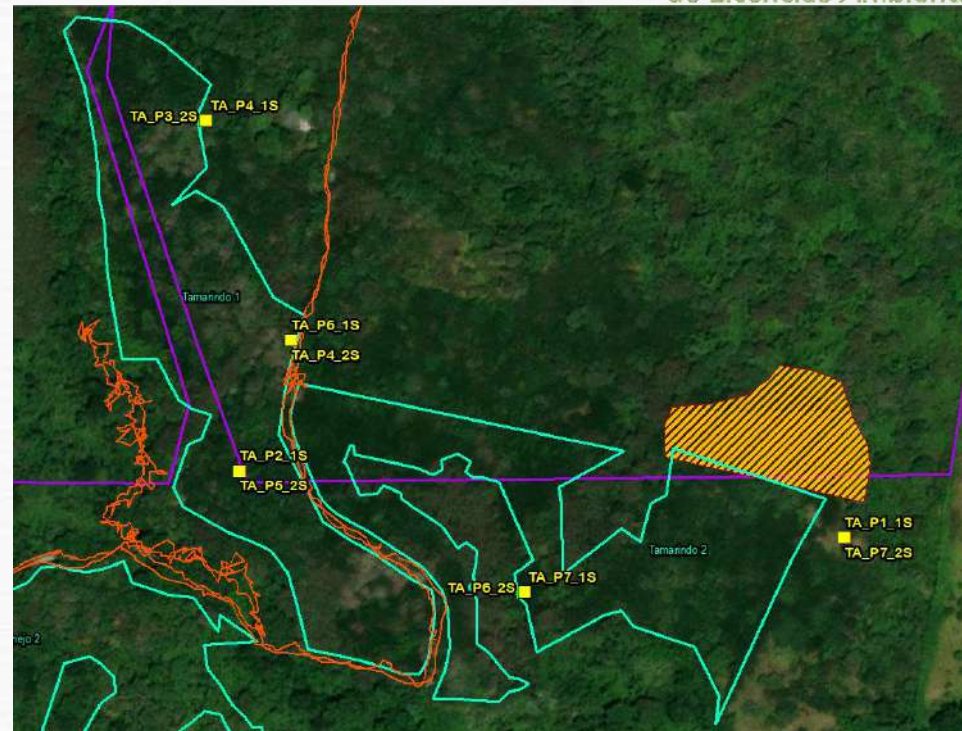 TA_P3_2S
TA_P4_1S
Tamarindo 1
TA_P6_1S
TA_P4_2S
TA_P2_1S
TA_P5_2S
TA_P1_1S
TA_P7_2S
Tamarindo 2
TA_P6_2S
TA_P7_1S